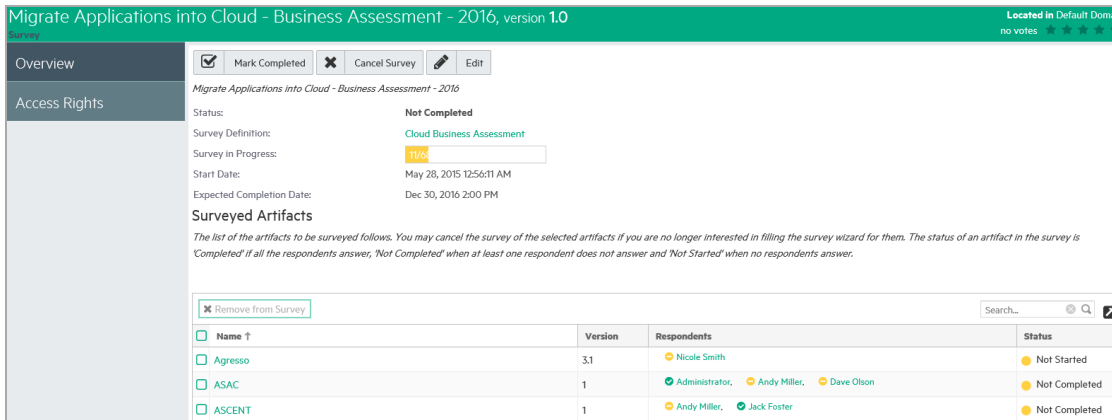 Migrate Applications into Cloud - Business Assessment - 2016, version 1.0
Survey
Located in Default
no votes
Overview
Access Rights
Mark Completed Cancel Survey Edit
Migrate Applications into Cloud - Business Assessment - 2016
Status: Not Completed
Survey Definition: Cloud Business Assessment
Survey in Progress:
Start Date: May 28, 2015 12:56:11 AM
Expected Completion Date: Dec 30, 2016 2:00 PM
Surveyed Artifacts
The list of the artifacts to be surveyed follows. You may cancel the survey of the selected artifacts if you are no longer interested in filling the survey wizard for them. The status of an artifact in the survey is
'Completed' if all the respondents answer, 'Not Completed' when at least one respondent does not answer and 'Not Started' when no respondents answer.
Remove from Survey Search...
Name ↑ Version Respondents Status
Agresso 3.1 Nicole Smith Not Started
ASAC 1 Administrator, Andy Miller, Dave Olson Not Completed
ASCENT 1 Andy Miller, Jack Foster Not Completed